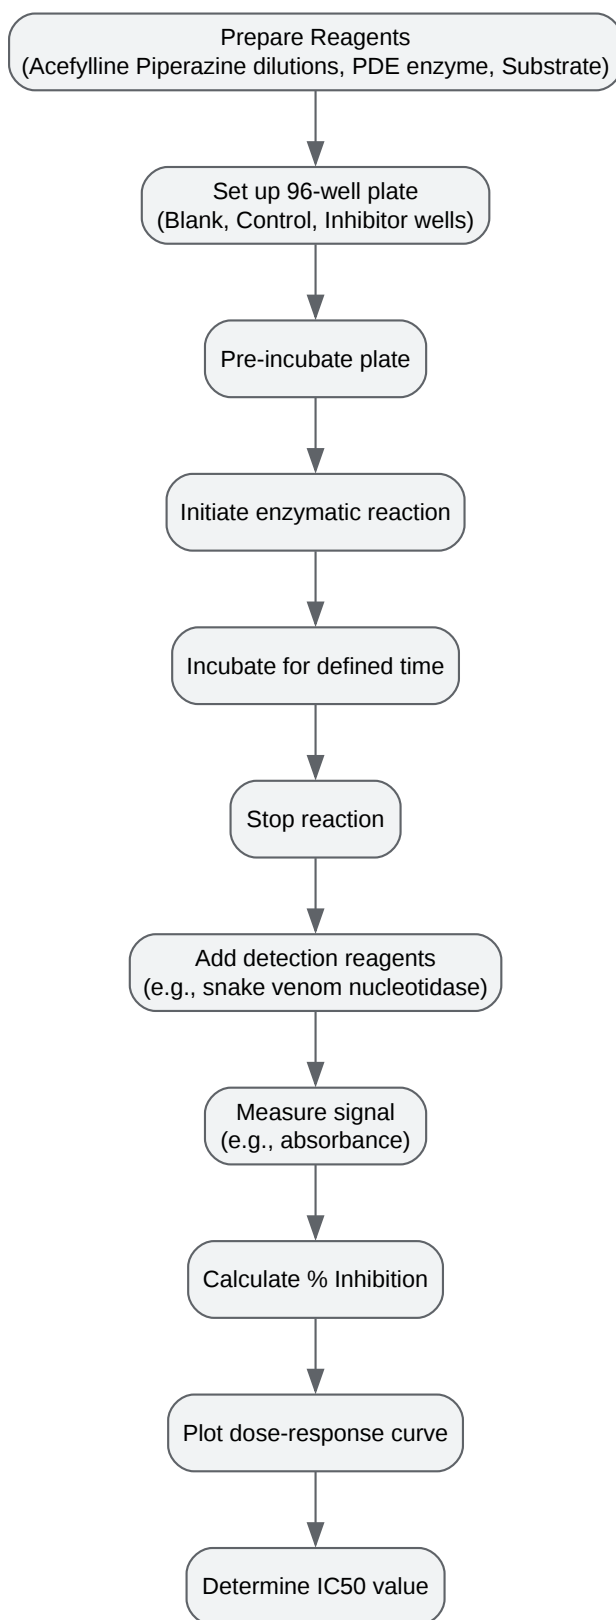 Prepare Reagents
(Acefylline Piperazine dilutions, PDE enzyme, Substrate)
Set up 96-well plate
(Blank, Control, Inhibitor wells)
Pre-incubate plate
Initiate enzymatic reaction
Incubate for defined time
Stop reaction
Add detection reagents
(e.g., snake venom nucleotidase)
Measure signal
(e.g., absorbance)
Calculate % Inhibition
Plot dose-response curve
Determine IC50 value